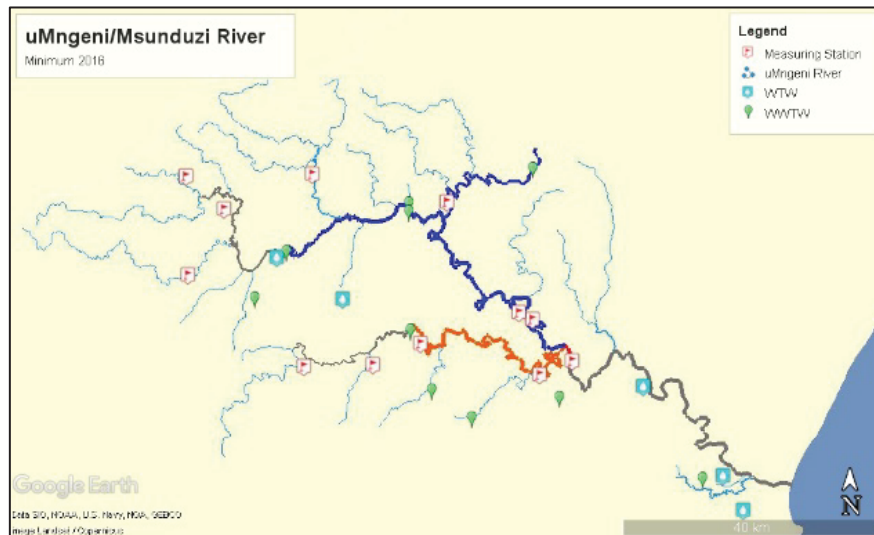 uMngeni/Msunduzi River
Minimum 2016
Legend
Measuring Station
uMngeni River
WTW
WWTW
Google Earth
Data SIO, NOAA, U.S. Navy, NGA, GEBCO
Image Landsat / Copernicus
40 km
N